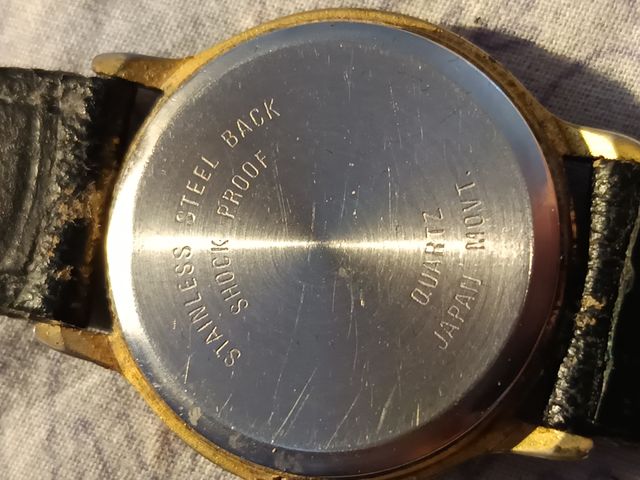 STAINLESS STEEL BACK
SHOCK PROOF
QUARTZ
JAPAN MOVT.